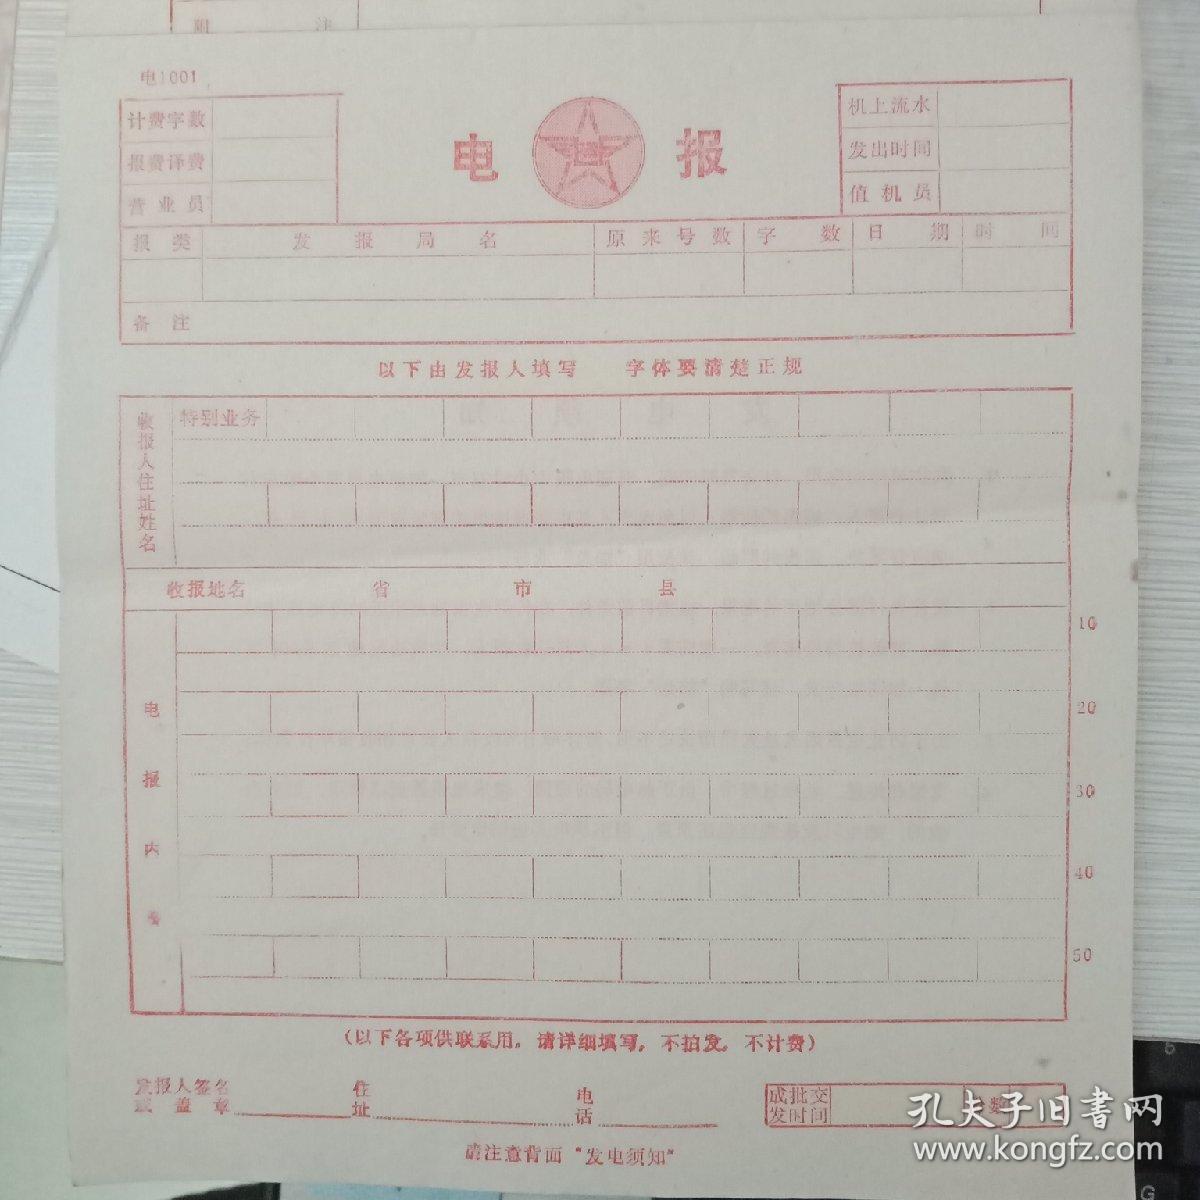 附 注
电1001
计费字数
报费译费
营业员
电 报
机上流水
发出时间
值机员
报类 发报局名 原来号数 字数 日期 时间
备注
以下由发报人填写 字体要清楚正规
收报人住址姓名
特别业务
收报地名 省 市 县
电报内容
10
20
30
40
50
（以下各项供联系用。请详细填写，不拍发，不计费）
发报人签名或盖章 住址 电话
成批交发时间 数
请注意背面“发电须知”
孔夫子旧书网
www.kongfz.com